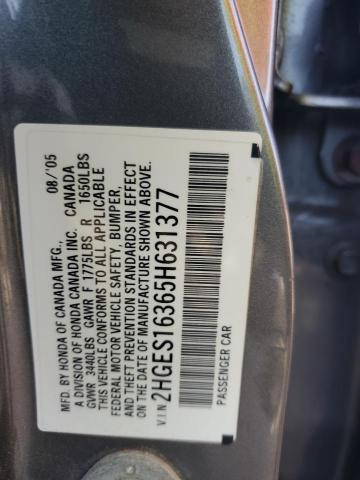 MFD. BY HONDA OF CANADA MFG., 08/'05
A DIVISION OF HONDA CANADA INC. CANADA
GVWR 3440LBS GAWR F 1775LBS R 1650LBS
THIS VEHICLE CONFORMS TO ALL APPLICABLE
FEDERAL MOTOR VEHICLE SAFETY, BUMPER,
AND THEFT PREVENTION STANDARDS IN EFFECT
ON THE DATE OF MANUFACTURE SHOWN ABOVE.
V.I.N 2HGES16365H631377
PASSENGER CAR